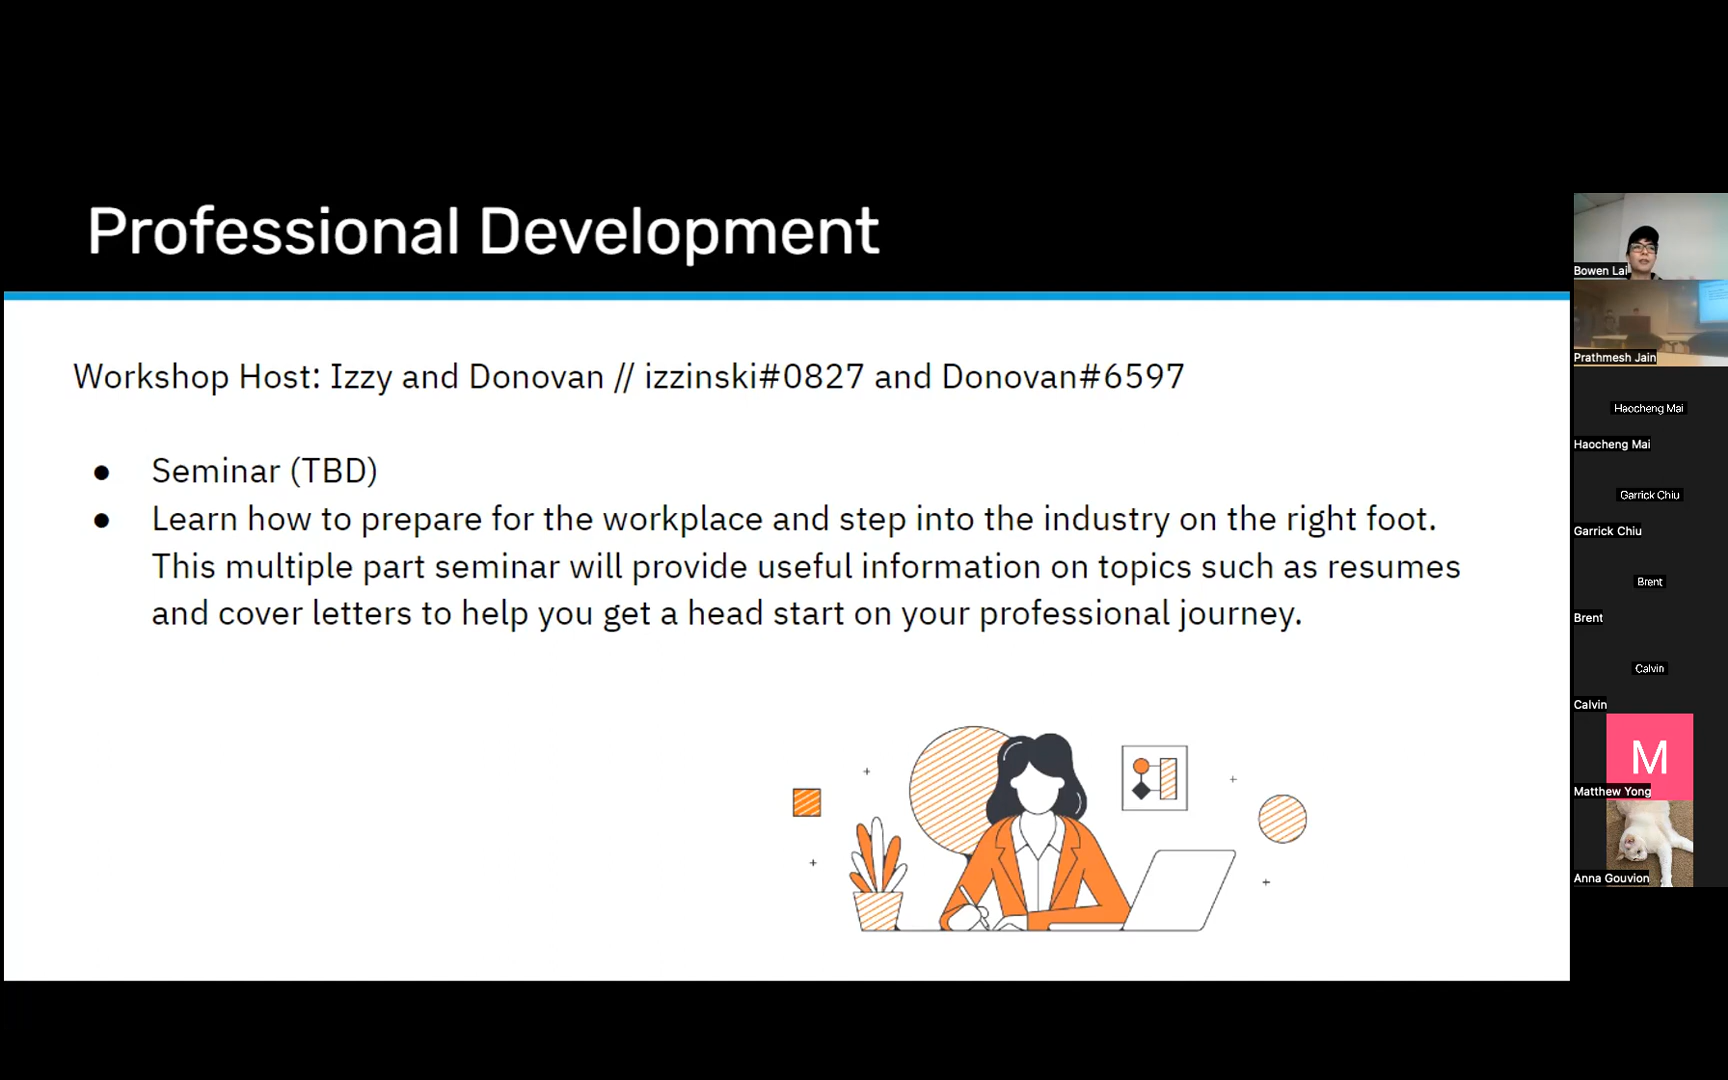 Professional Development
Workshop Host: Izzy and Donovan // izzinski#0827 and Donovan#6597
● Seminar (TBD)
● Learn how to prepare for the workplace and step into the industry on the right foot.
This multiple part seminar will provide useful information on topics such as resumes
and cover letters to help you get a head start on your professional journey.
Bowen Lai
Prathmesh Jain
Haocheng Mai
Haocheng Mai
Garrick Chiu
Garrick Chiu
Brent
Brent
Calvin
Calvin
M
Matthew Yong
Anna Gouvion